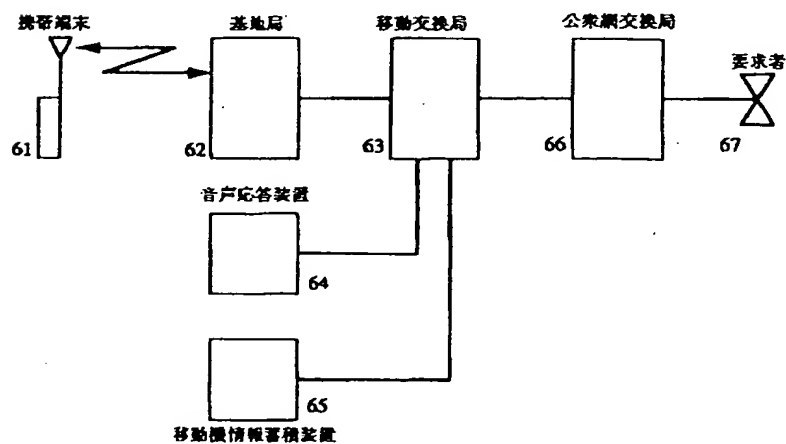 携帯端末
基地局
移動交換局
公衆網交換局
要求者
61
62
63
66
67
音声応答装置
64
65
移動機情報蓄積装置